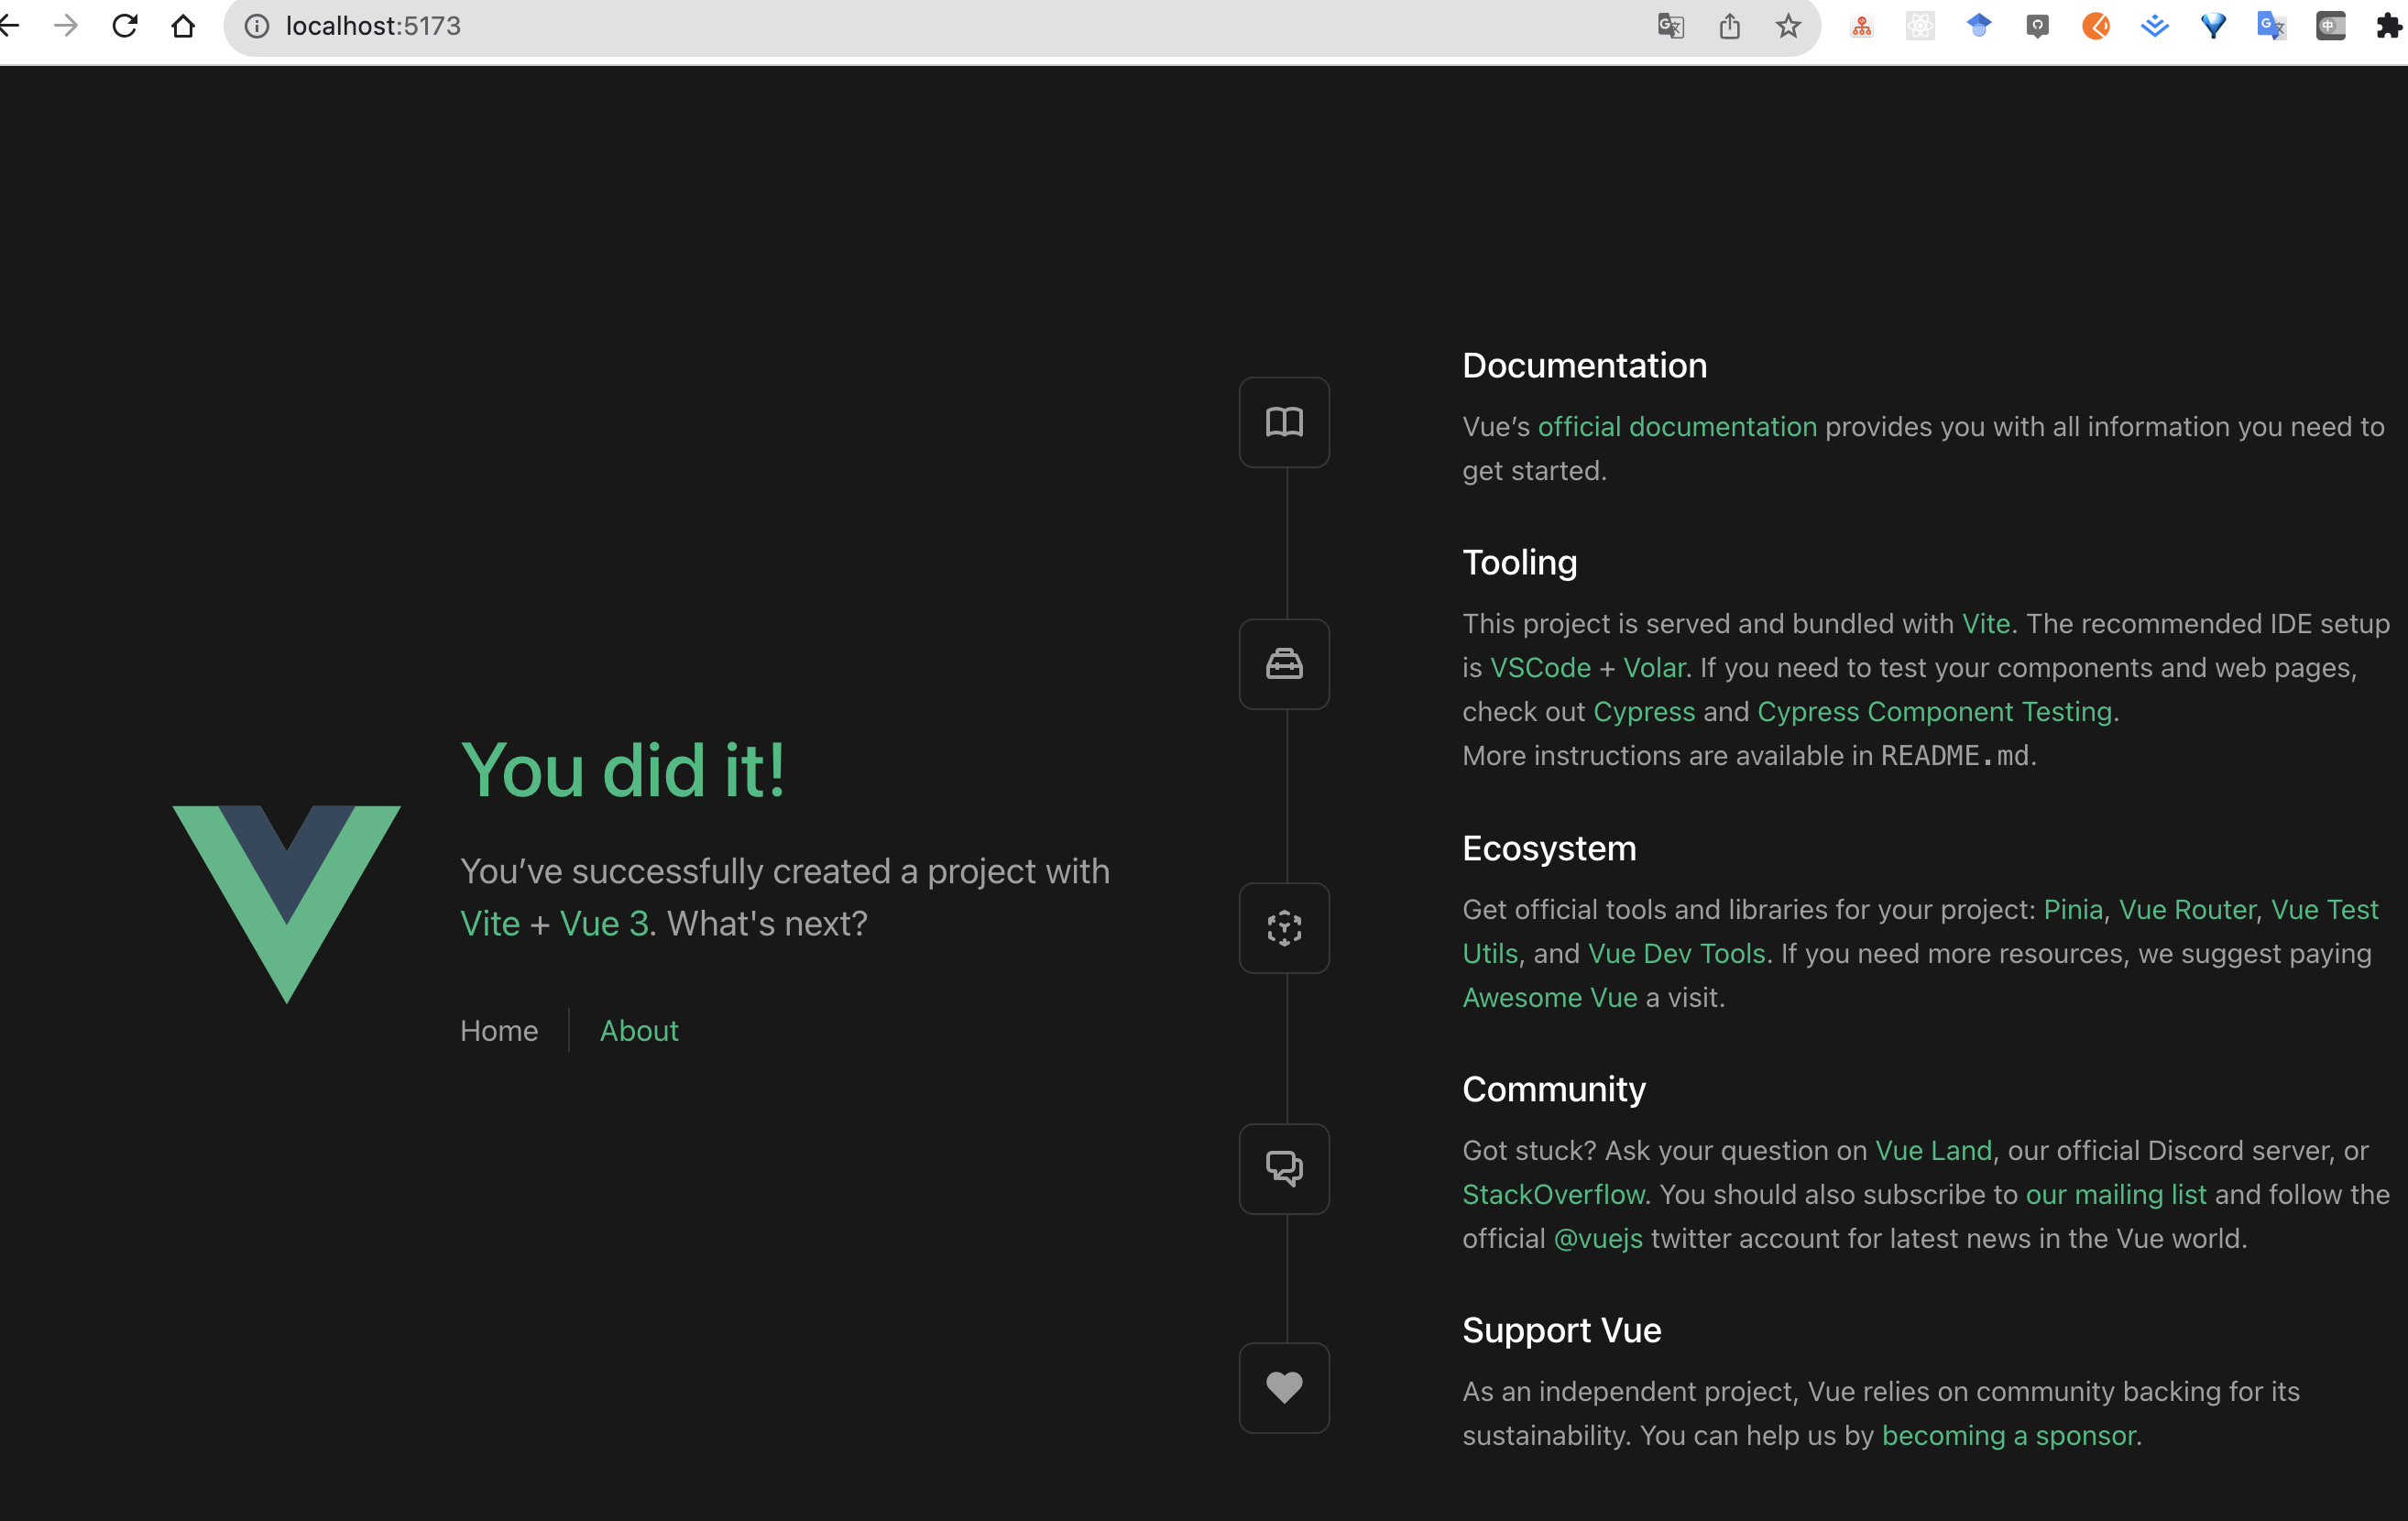 localhost:5173
You did it!
You’ve successfully created a project with
Vite + Vue 3. What's next?
Home
About
Documentation
Vue’s official documentation provides you with all information you need to
get started.
Tooling
This project is served and bundled with Vite. The recommended IDE setup
is VSCode + Volar. If you need to test your components and web pages,
check out Cypress and Cypress Component Testing.
More instructions are available in README.md.
Ecosystem
Get official tools and libraries for your project: Pinia, Vue Router, Vue Test
Utils, and Vue Dev Tools. If you need more resources, we suggest paying
Awesome Vue a visit.
Community
Got stuck? Ask your question on Vue Land, our official Discord server, or
StackOverflow. You should also subscribe to our mailing list and follow the
official @vuejs twitter account for latest news in the Vue world.
Support Vue
As an independent project, Vue relies on community backing for its
sustainability. You can help us by becoming a sponsor.